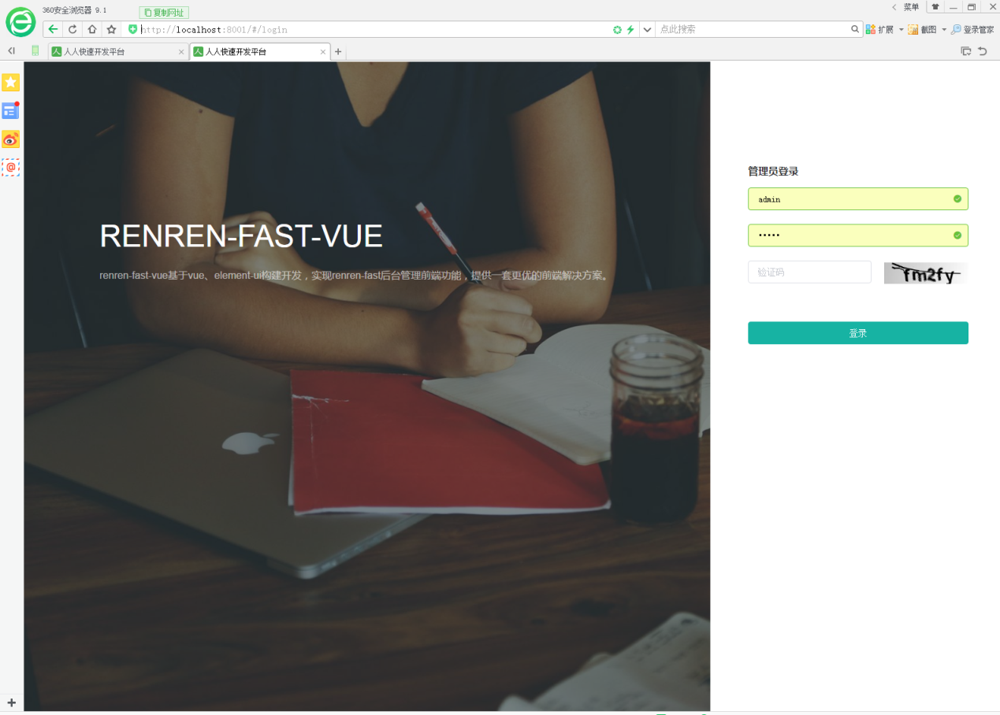 360安全浏览器 9.1
复制网址
菜单
http://localhost:8001/#/login
点此搜索
扩展
截图
登录管家
人人快速开发平台
人人快速开发平台
管理员登录
admin
•••••
验证码
fm2fy
登录
RENREN-FAST-VUE
renren-fast-vue基于vue、element-ui构建开发，实现renren-fast后台管理前端功能，提供一套更优的前端解决方案。